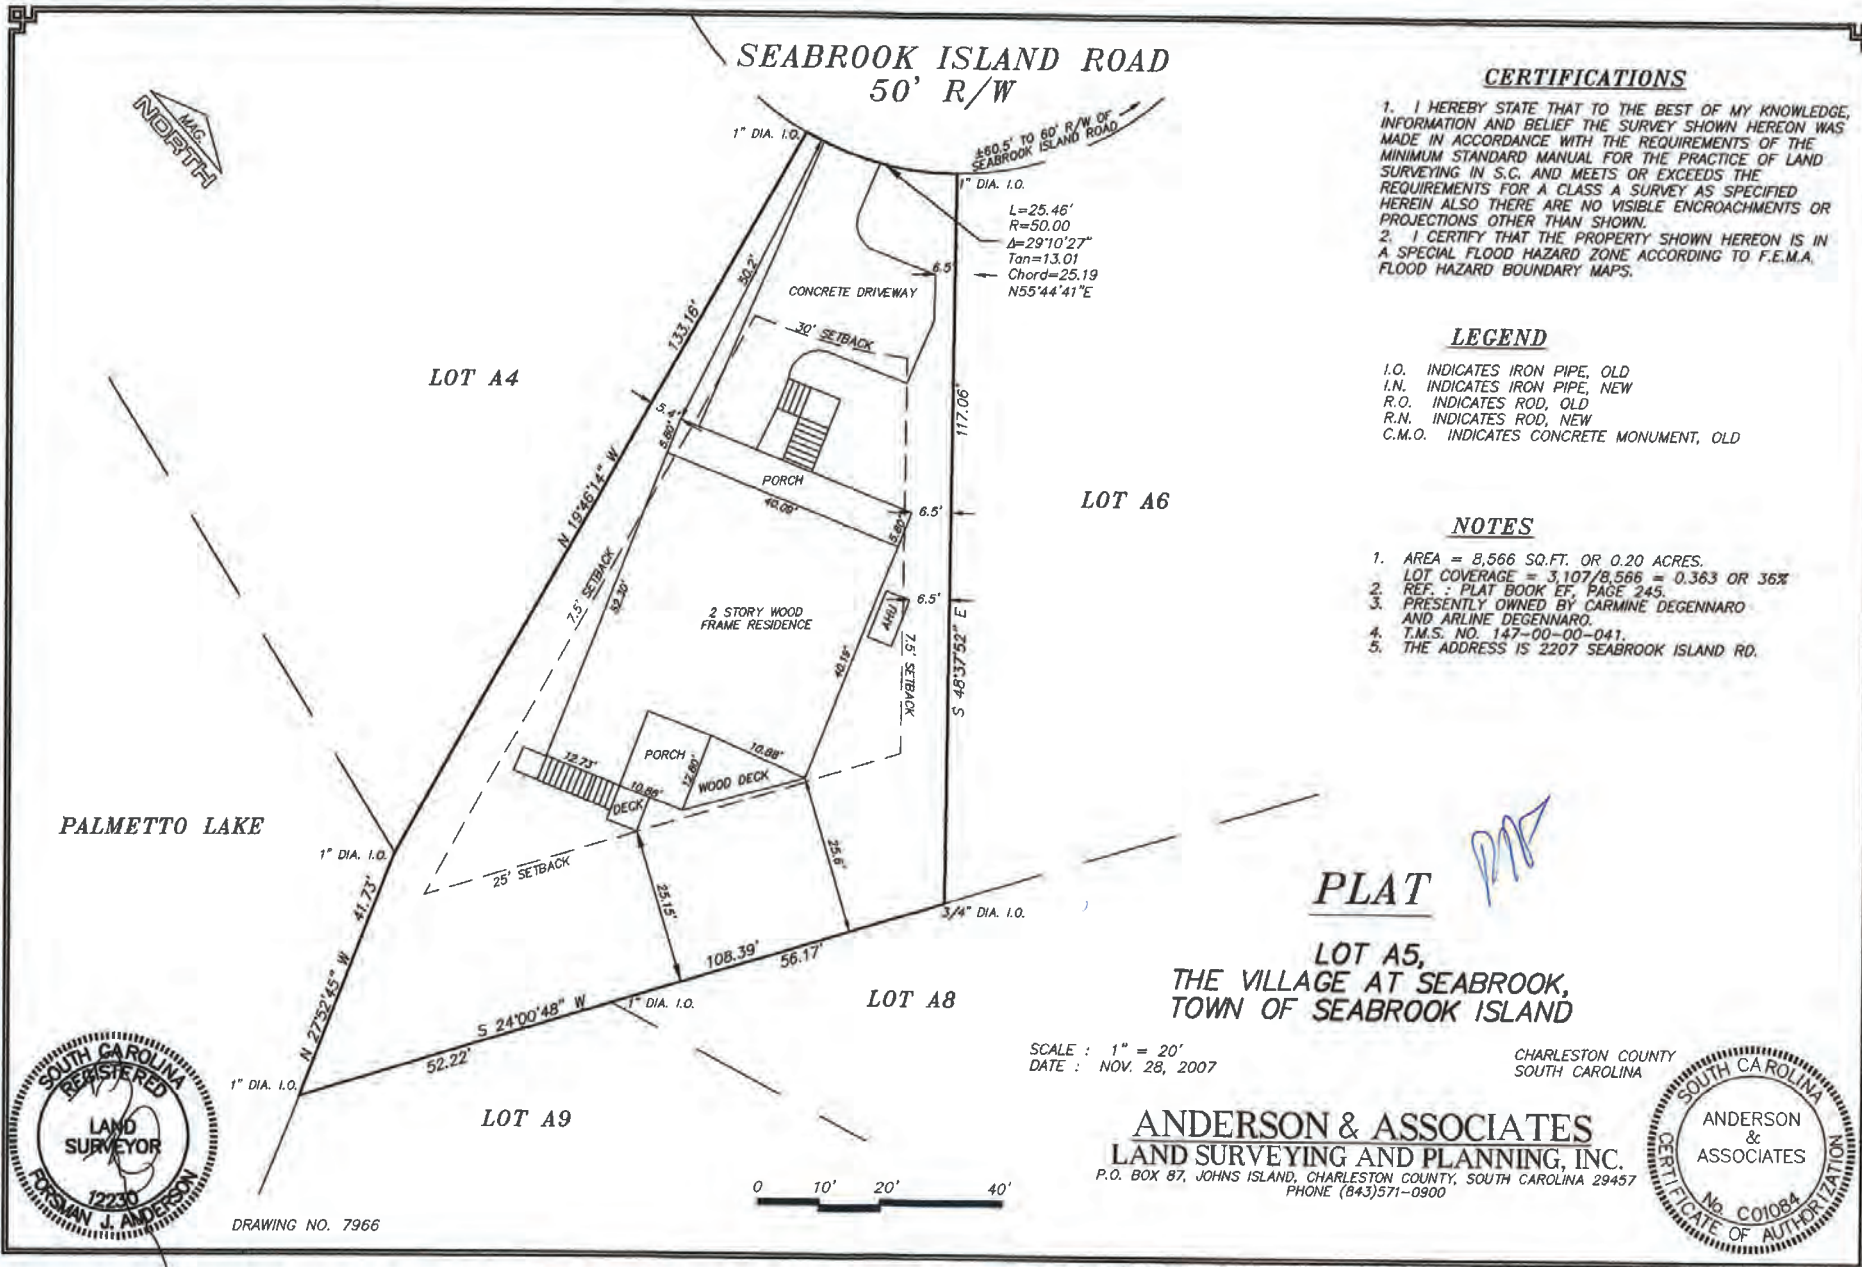 SEABROOK ISLAND ROAD
50' R/W
MAG.
NORTH
1" DIA. I.O.
±60.5' TO 60' R/W OF
SEABROOK ISLAND ROAD
1" DIA. I.O.
L=25.46'
R=50.00
Δ=29°10'27"
Tan=13.01
Chord=25.19
N55°44'41"E
6.5'
50.2'
133.16'
CONCRETE DRIVEWAY
30' SETBACK
LOT A4
5.4'
5.80'
117.06'
PORCH
40.09'
LOT A6
6.5'
5.80'
N 19°46'14" W
7.5' SETBACK
52.30'
2 STORY WOOD
FRAME RESIDENCE
AHU
6.5'
40.19'
7.5' SETBACK
S 48°37'52" E
PORCH
10.88'
12.73'
12.80'
WOOD DECK
10.88'
DECK
PALMETTO LAKE
1" DIA. I.O.
25' SETBACK
25.15'
25.6'
41.73'
N 27°52'45" W
3/4" DIA. I.O.
108.39'
56.17'
1" DIA. I.O.
LOT A8
S 24°00'48" W
52.22'
1" DIA. I.O.
LOT A9
CERTIFICATIONS
1. I HEREBY STATE THAT TO THE BEST OF MY KNOWLEDGE,
INFORMATION AND BELIEF THE SURVEY SHOWN HEREON WAS
MADE IN ACCORDANCE WITH THE REQUIREMENTS OF THE
MINIMUM STANDARD MANUAL FOR THE PRACTICE OF LAND
SURVEYING IN S.C. AND MEETS OR EXCEEDS THE
REQUIREMENTS FOR A CLASS A SURVEY AS SPECIFIED
HEREIN ALSO THERE ARE NO VISIBLE ENCROACHMENTS OR
PROJECTIONS OTHER THAN SHOWN.
2. I CERTIFY THAT THE PROPERTY SHOWN HEREON IS IN
A SPECIAL FLOOD HAZARD ZONE ACCORDING TO F.E.M.A.
FLOOD HAZARD BOUNDARY MAPS.
LEGEND
I.O. INDICATES IRON PIPE, OLD
I.N. INDICATES IRON PIPE, NEW
R.O. INDICATES ROD, OLD
R.N. INDICATES ROD, NEW
C.M.O. INDICATES CONCRETE MONUMENT, OLD
NOTES
1. AREA = 8,566 SQ.FT. OR 0.20 ACRES.
LOT COVERAGE = 3,107/8,566 = 0.363 OR 36%
2. REF. : PLAT BOOK EF, PAGE 245.
3. PRESENTLY OWNED BY CARMINE DEGENNARO
AND ARLINE DEGENNARO.
4. T.M.S. NO. 147-00-00-041.
5. THE ADDRESS IS 2207 SEABROOK ISLAND RD.
PLAT
LOT A5,
THE VILLAGE AT SEABROOK,
TOWN OF SEABROOK ISLAND
SCALE : 1" = 20'
DATE : NOV. 28, 2007
CHARLESTON COUNTY
SOUTH CAROLINA
ANDERSON & ASSOCIATES
LAND SURVEYING AND PLANNING, INC.
P.O. BOX 87, JOHNS ISLAND, CHARLESTON COUNTY, SOUTH CAROLINA 29457
PHONE (843)571-0900
0 10' 20' 40'
DRAWING NO. 7966
SOUTH CAROLINA
REGISTERED
LAND
SURVEYOR
12230
FORSMAN J. ANDERSON
SOUTH CAROLINA
ANDERSON
&
ASSOCIATES
No. C01084
CERTIFICATE OF AUTHORIZATION